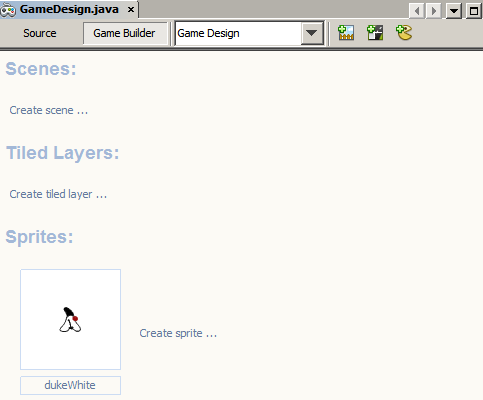 GameDesign.java
Source Game Builder Game Design
Scenes:
Create scene ...
Tiled Layers:
Create tiled layer ...
Sprites:
Create sprite ...
dukeWhite